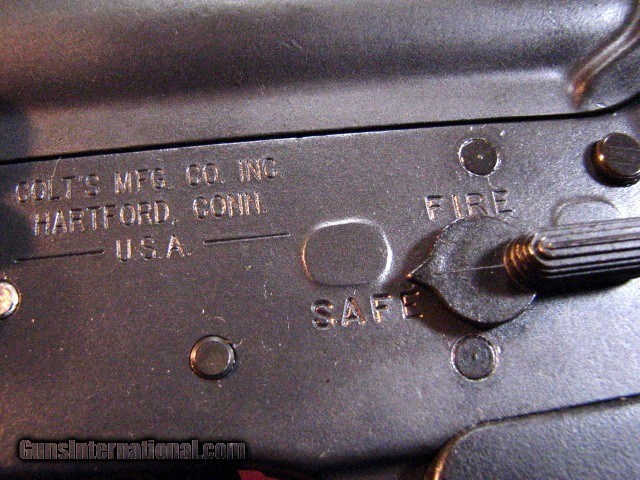 COLT'S MFG. CO. INC.
HARTFORD, CONN.
U.S.A.
FIRE
SAFE
GunsInternational.com